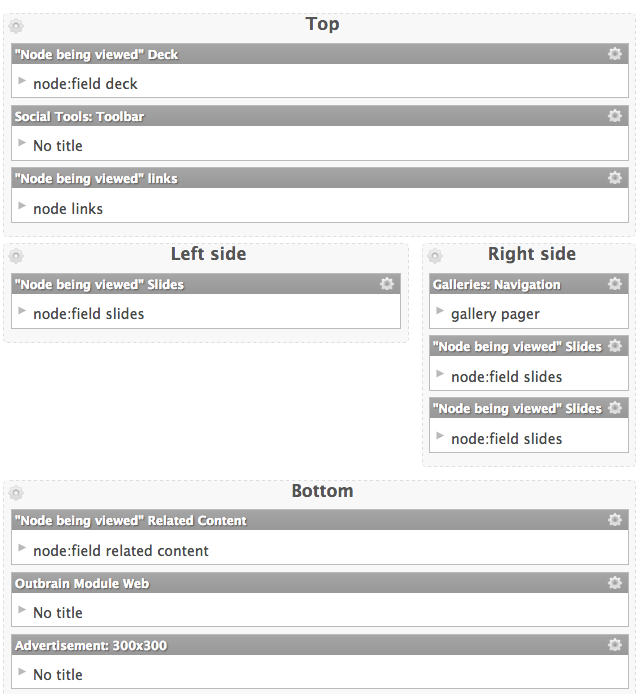 Top
"Node being viewed" Deck
node:field deck
Social Tools: Toolbar
No title
"Node being viewed" links
node links
Left side
"Node being viewed" Slides
node:field slides
Right side
Galleries: Navigation
gallery pager
"Node being viewed" Slides
node:field slides
"Node being viewed" Slides
node:field slides
Bottom
"Node being viewed" Related Content
node:field related content
Outbrain Module Web
No title
Advertisement: 300x300
No title